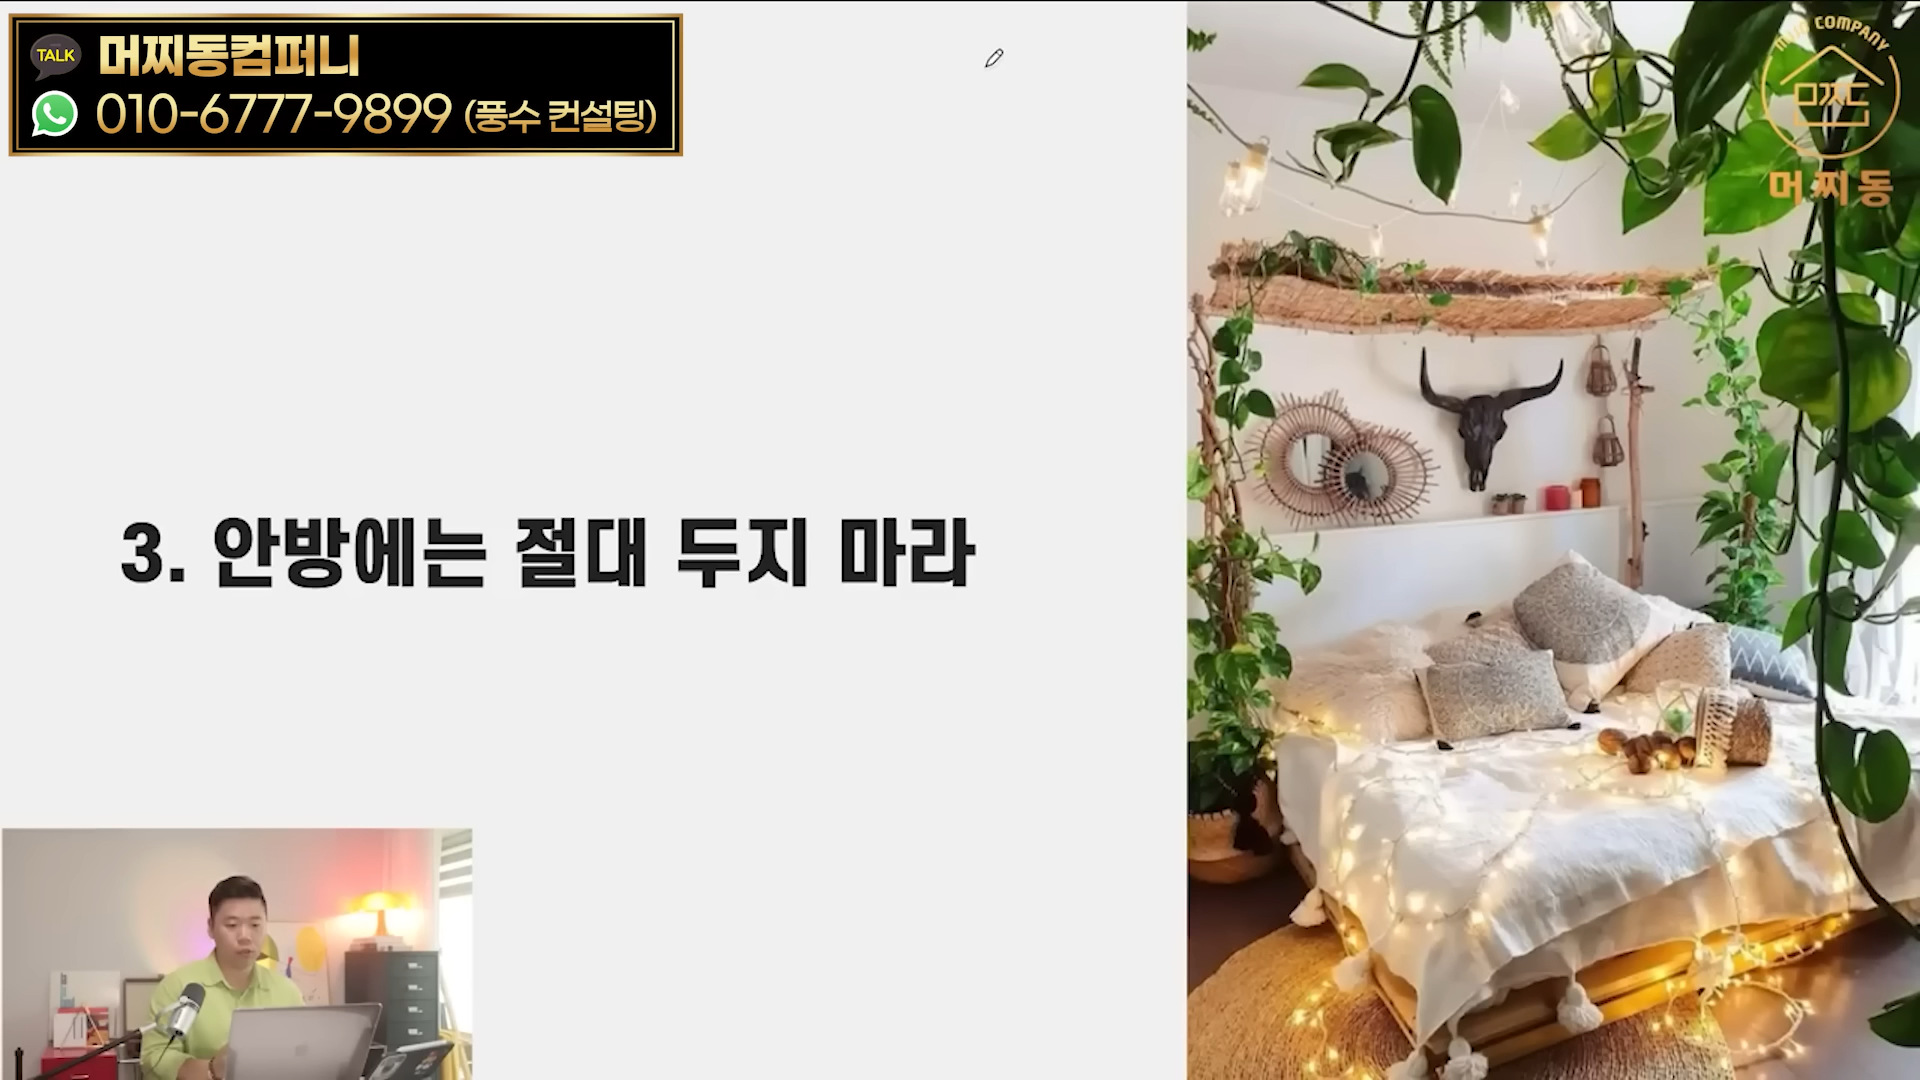 TALK 머찌동컴퍼니
010-6777-9899 (풍수 컨설팅)
COMPANY
머찌동
3. 안방에는 절대 두지 마라